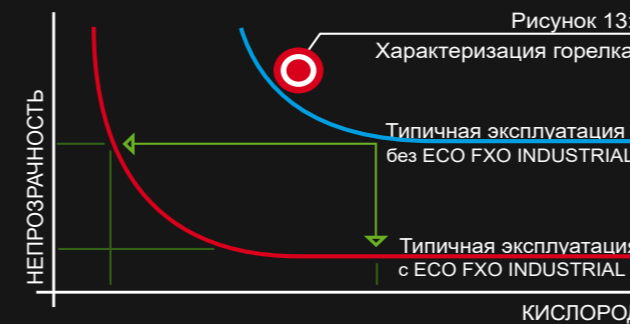 Рисунок 13:
Характеризация горелка
НЕПРОЗРАЧНОСТЬ
Типичная эксплуатация
без ECO FXO INDUSTRIAL
Типичная эксплуатация
с ECO FXO INDUSTRIAL
КИСЛОРОД